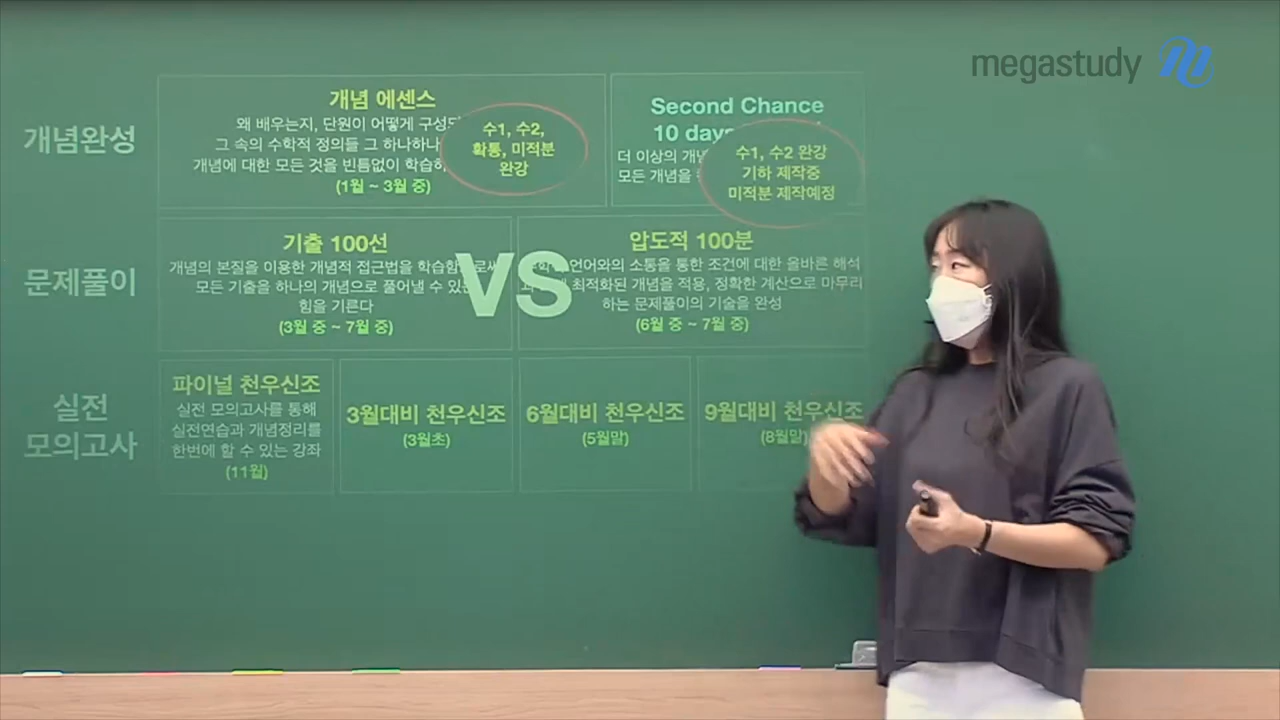 megastudy
개념완성
개념 에센스
왜 배우는지, 단원이 어떻게
그 속의 수학적 정의들 그 하나하나
개념에 대한 모든 것을 빈틈없이
(1월 ~ 3월 중)
수1, 수2,
확통, 미적분
완강
Second Chance
10 days
더 이상의
모든 개념을
수1, 수2 완강
기하 제작중
미적분 제작예정
문제풀이
기출 100선
개념의 본질을 이용한 개념적 접근법을
모든 기출을 하나의 개념으로 풀어낼 수
힘을 기른다
(3월 중 ~ 7월 중)
VS
압도적 100분
언어와의 소통을 통한 조건에 대한 올바른 해석
최적화된 개념을 적용, 정확한 계산으로 마무리
하는 문제풀이의 기술을 완성
(6월 중 ~ 7월 중)
실전
모의고사
파이널 천우신조
실전 모의고사를 통해
실전연습과 개념정리를
한번에 할 수 있는 강좌
(11월)
3월대비 천우신조
(3월초)
6월대비 천우신조
(5월말)
9월대비 천우신조
(8월말)